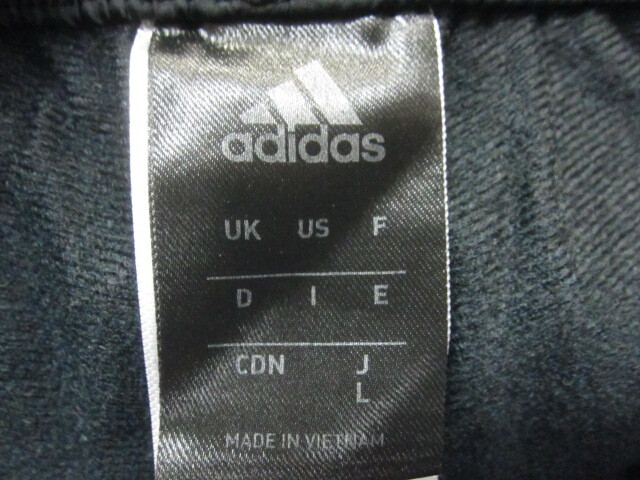 adidas
UK US F
D I E
CDN J
L
MADE IN VIETNAM